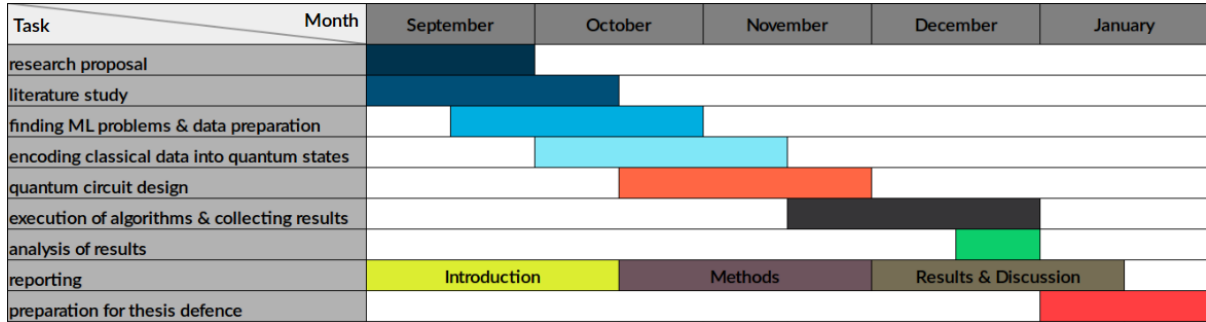 Task Month September October November December January
research proposal
literature study
finding ML problems & data preparation
encoding classical data into quantum states
quantum circuit design
execution of algorithms & collecting results
analysis of results
reporting Introduction Methods Results & Discussion
preparation for thesis defence